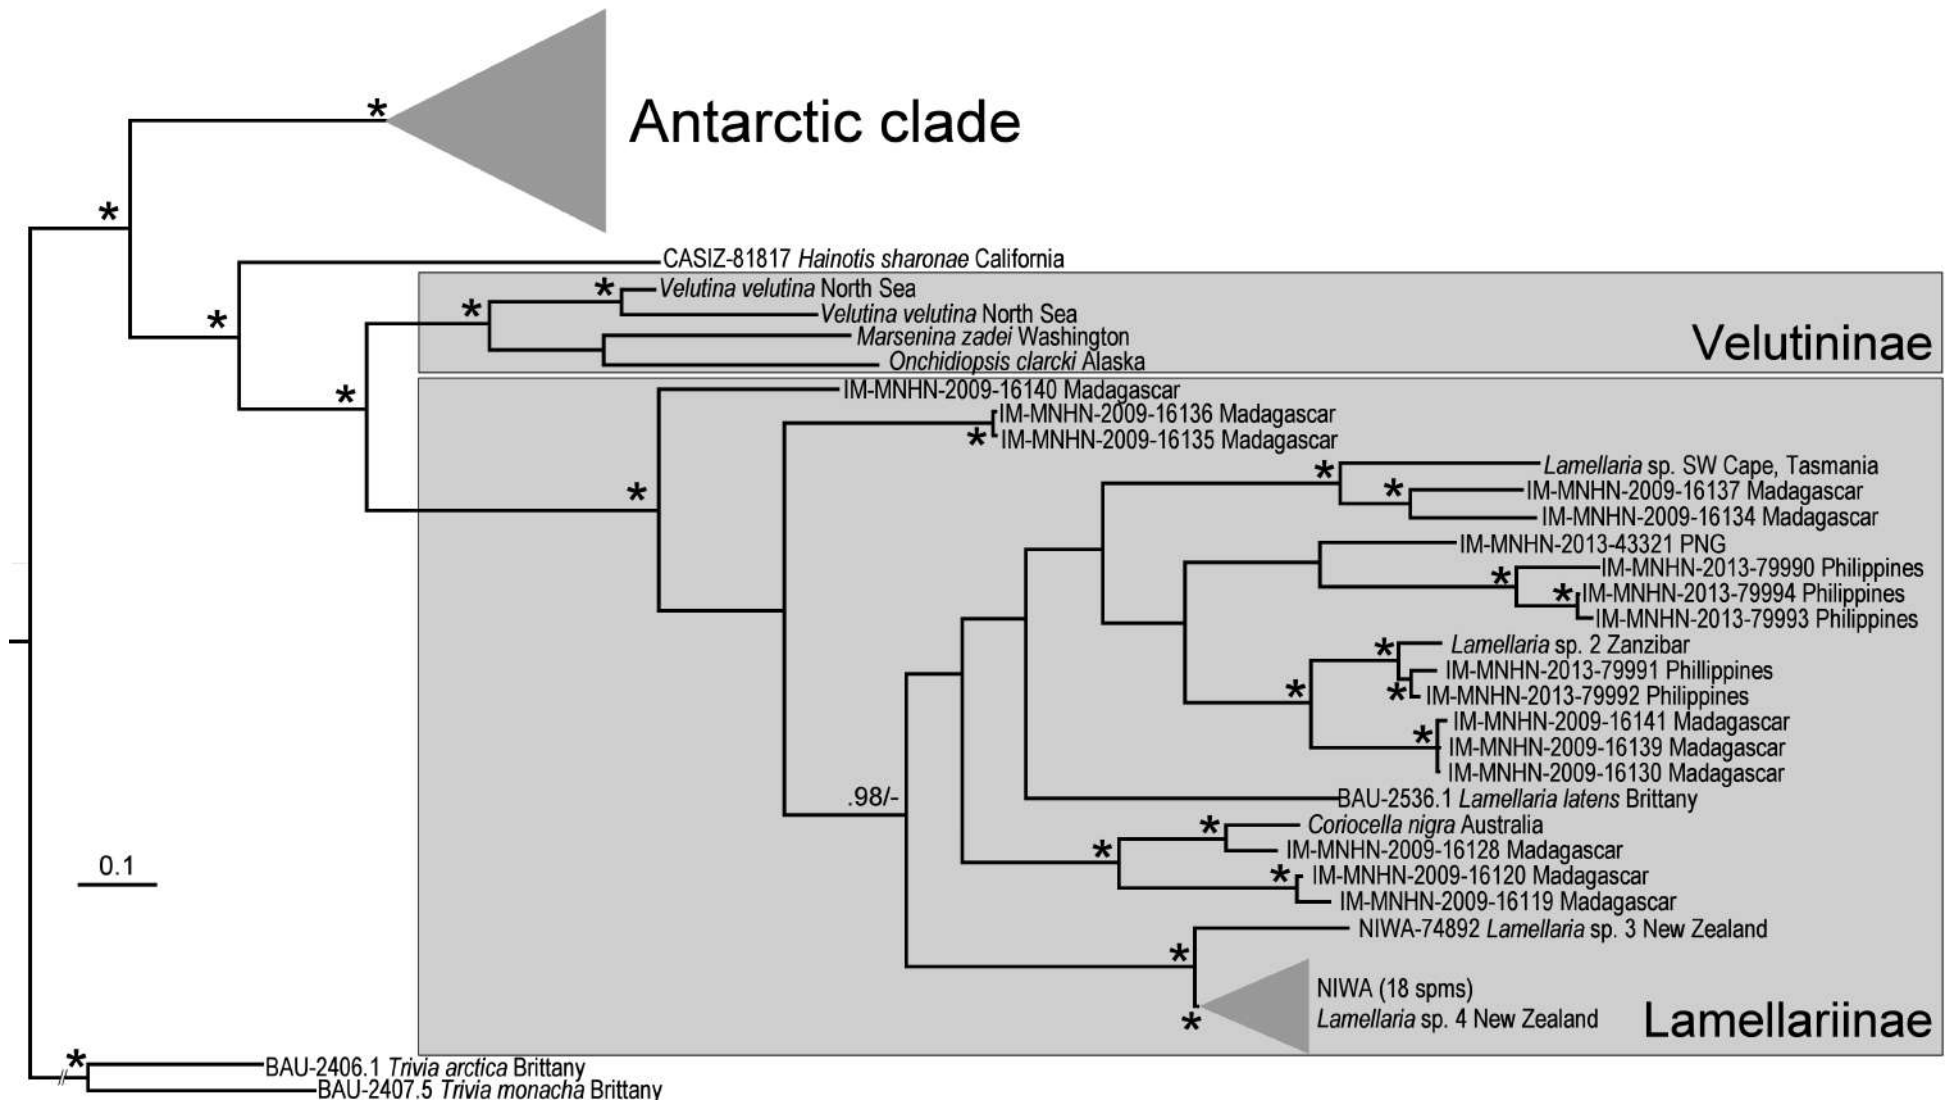 Antarctic clade
CASIZ-81817 Hainotis sharonae California
Velutina velutina North Sea
Velutina velutina North Sea
Marsenina zadei Washington
Onchidiopsis clarcki Alaska
Velutininae
IM-MNHN-2009-16140 Madagascar
IM-MNHN-2009-16136 Madagascar
IM-MNHN-2009-16135 Madagascar
Lamellaria sp. SW Cape, Tasmania
IM-MNHN-2009-16137 Madagascar
IM-MNHN-2009-16134 Madagascar
IM-MNHN-2013-43321 PNG
IM-MNHN-2013-79990 Philippines
IM-MNHN-2013-79994 Philippines
IM-MNHN-2013-79993 Philippines
Lamellaria sp. 2 Zanzibar
IM-MNHN-2013-79991 Phillippines
IM-MNHN-2013-79992 Philippines
IM-MNHN-2009-16141 Madagascar
IM-MNHN-2009-16139 Madagascar
IM-MNHN-2009-16130 Madagascar
.98/-
BAU-2536.1 Lamellaria latens Brittany
Coriocella nigra Australia
IM-MNHN-2009-16128 Madagascar
0.1
IM-MNHN-2009-16120 Madagascar
IM-MNHN-2009-16119 Madagascar
NIWA-74892 Lamellaria sp. 3 New Zealand
NIWA (18 spms)
Lamellaria sp. 4 New Zealand
Lamellariinae
BAU-2406.1 Trivia arctica Brittany
BAU-2407.5 Trivia monacha Brittany